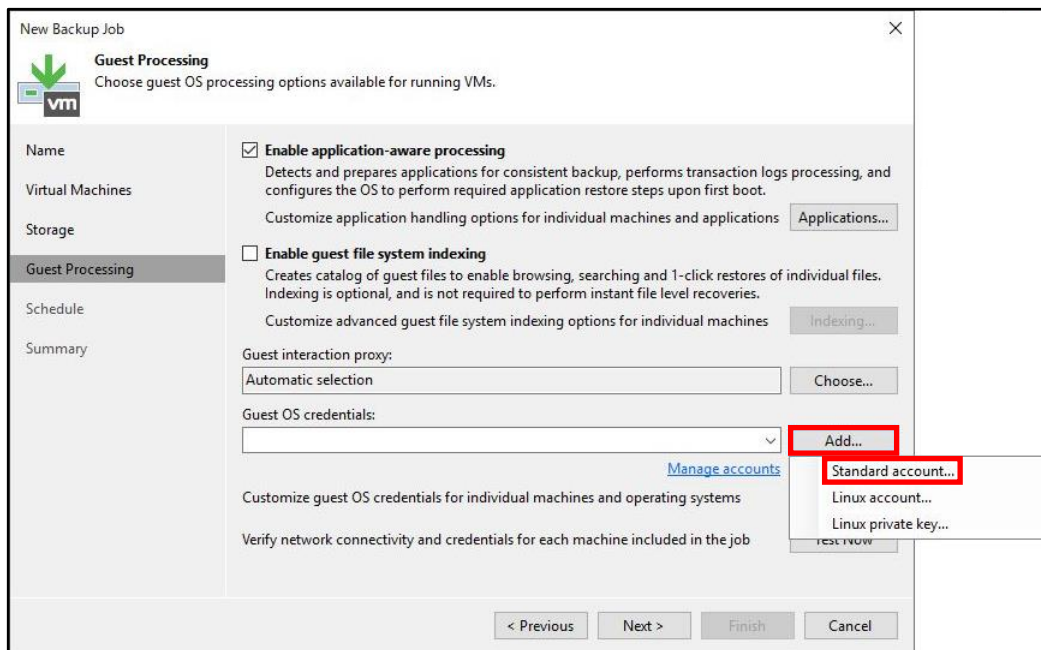 New Backup Job
Guest Processing
Choose guest OS processing options available for running VMs.
vm
Name
Virtual Machines
Storage
Guest Processing
Schedule
Summary
Enable application-aware processing
Detects and prepares applications for consistent backup, performs transaction logs processing, and
configures the OS to perform required application restore steps upon first boot.
Customize application handling options for individual machines and applications
Applications...
Enable guest file system indexing
Creates catalog of guest files to enable browsing, searching and 1-click restores of individual files.
Indexing is optional, and is not required to perform instant file level recoveries.
Customize advanced guest file system indexing options for individual machines
Indexing...
Guest interaction proxy:
Automatic selection
Choose...
Guest OS credentials:
Add...
Manage accounts
Standard account...
Linux account...
Linux private key...
Customize guest OS credentials for individual machines and operating systems
Verify network connectivity and credentials for each machine included in the job
Test Now
< Previous
Next >
Finish
Cancel